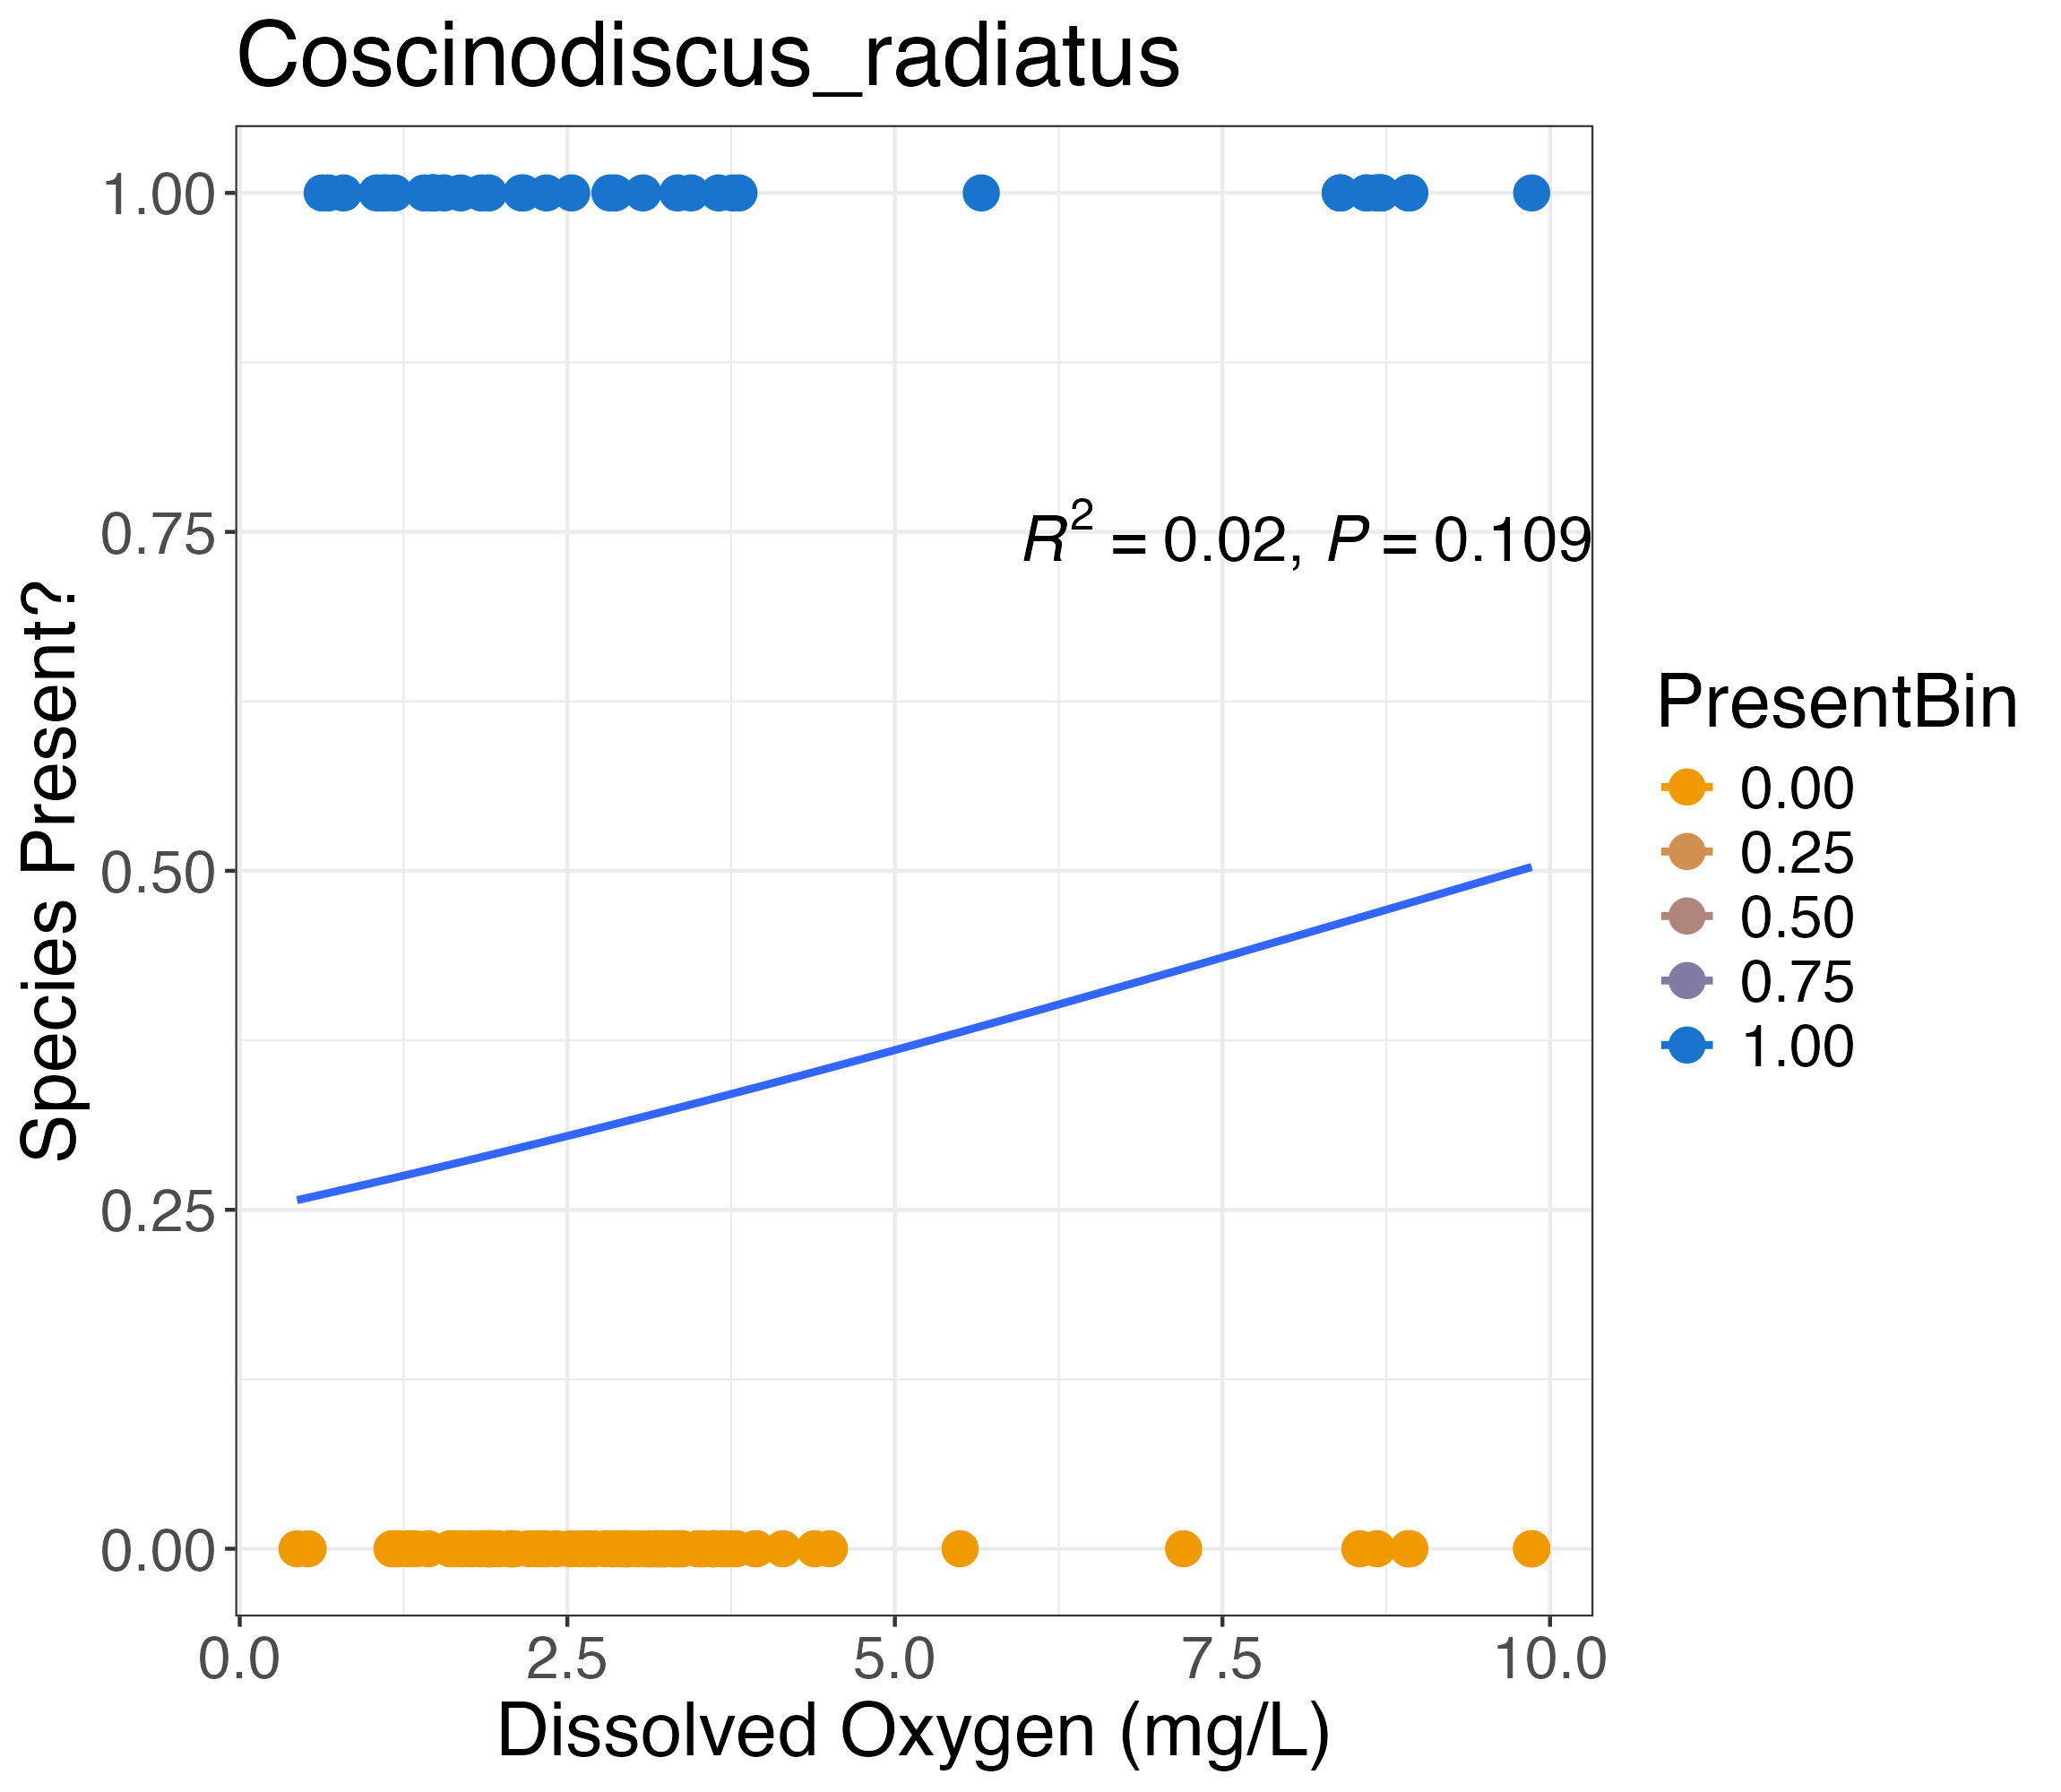 Coscinodiscus_radiatus
1.00
0.75
0.50
0.25
0.00
Species Present?
R² = 0.02, P = 0.109
0.0 2.5 5.0 7.5 10.0
Dissolved Oxygen (mg/L)
PresentBin
0.00
0.25
0.50
0.75
1.00